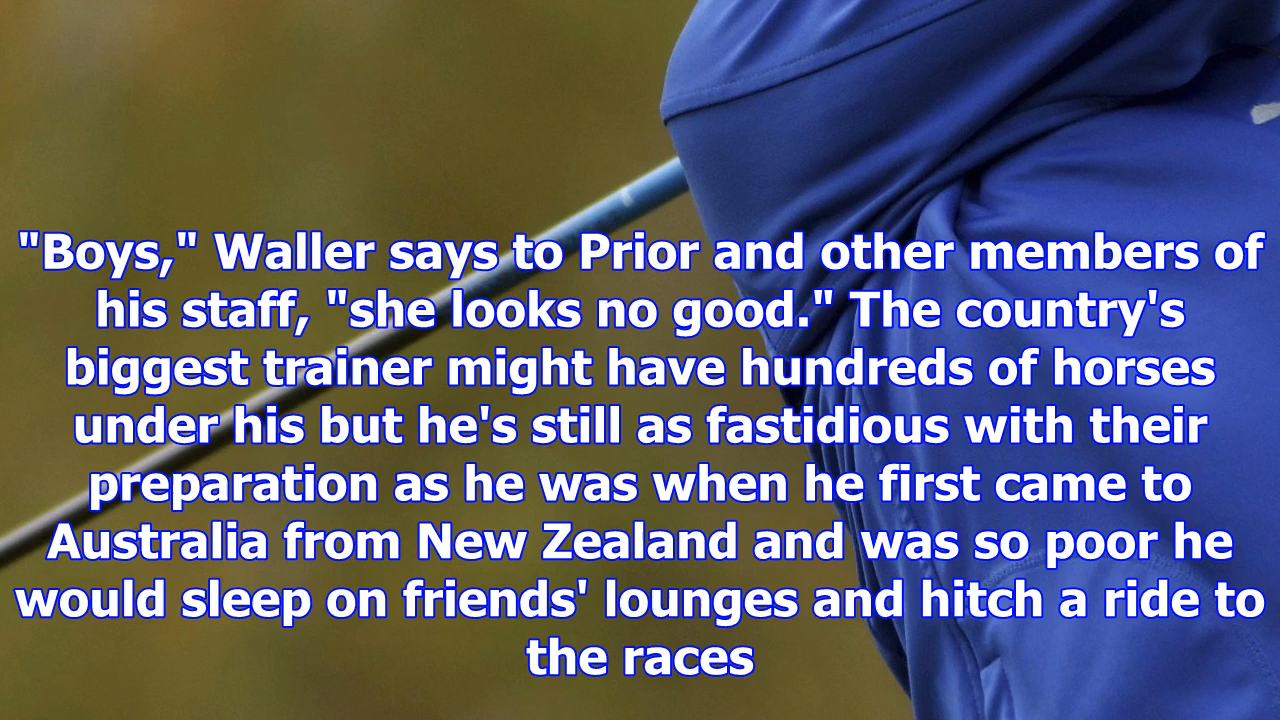 "Boys," Waller says to Prior and other members of
his staff, "she looks no good." The country's
biggest trainer might have hundreds of horses
under his but he's still as fastidious with their
preparation as he was when he first came to
Australia from New Zealand and was so poor he
would sleep on friends' lounges and hitch a ride to
the races